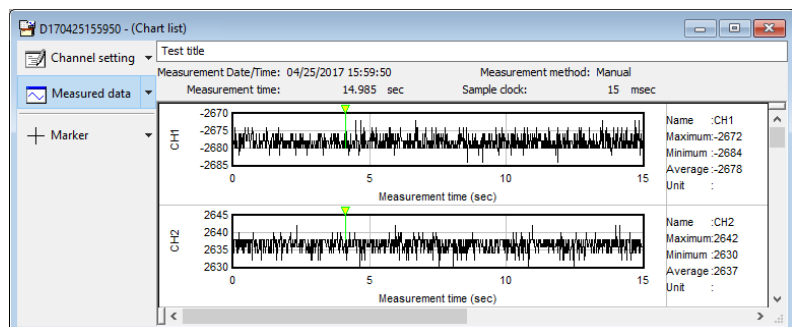 D170425155950 - (Chart list)
Channel setting
Measured data
Marker
Test title
Measurement Date/Time: 04/25/2017 15:59:50 Measurement method: Manual
Measurement time: 14.985 sec Sample clock: 15 msec
CH1
-2670
-2675
-2680
-2685
0 5 10 15
Measurement time (sec)
Name :CH1
Maximum:-2672
Minimum :-2684
Average :-2678
Unit :
CH2
2645
2640
2635
2630
0 5 10 15
Measurement time (sec)
Name :CH2
Maximum:2642
Minimum :2630
Average :2637
Unit :